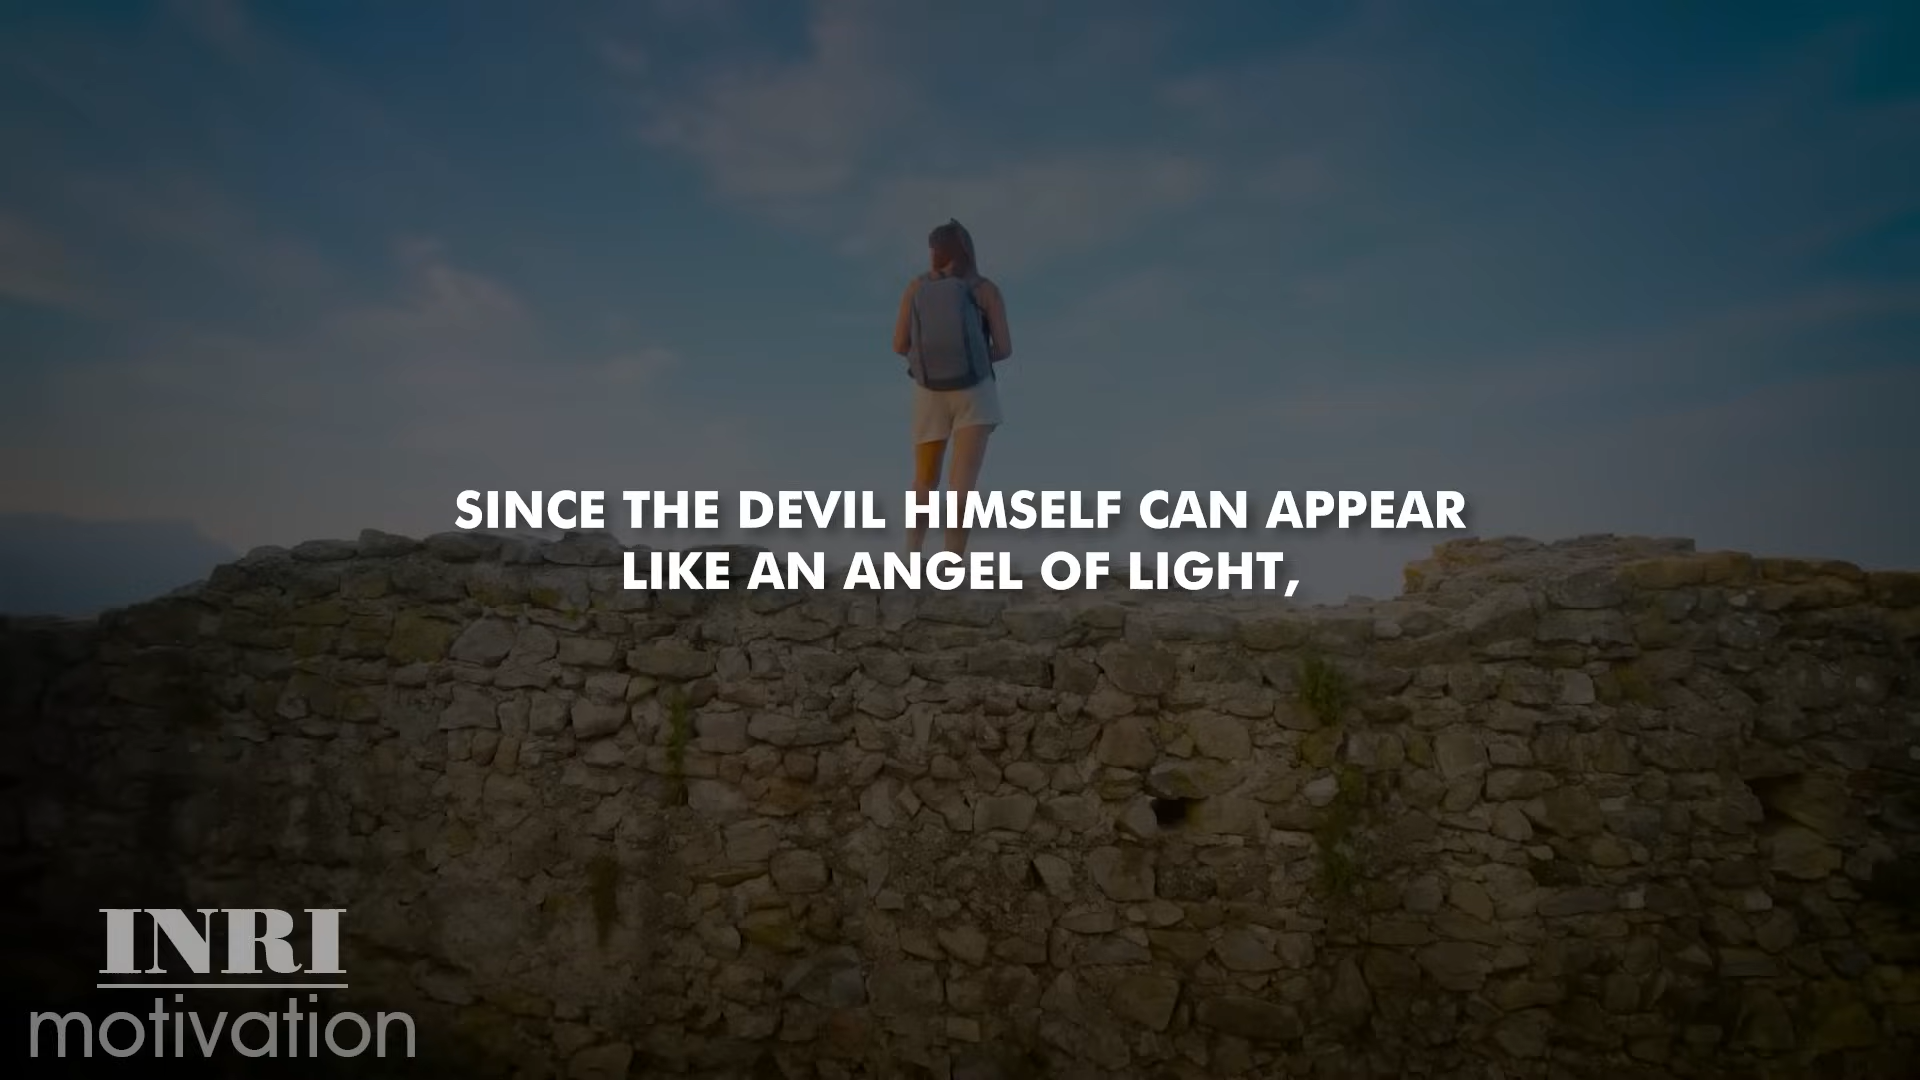 SINCE THE DEVIL HIMSELF CAN APPEAR
LIKE AN ANGEL OF LIGHT,
INRI
motivation